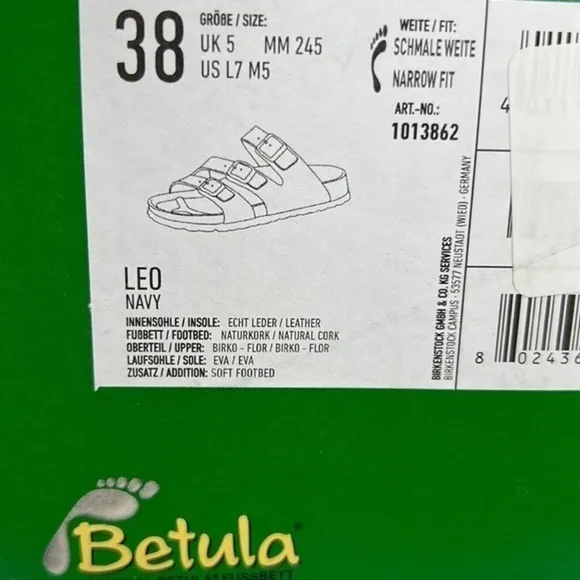 38
GRÖßE / SIZE:
UK 5 MM 245
US L7 M5
WEITE / FIT:
SCHMALE WEITE
NARROW FIT
ART.-NO.:
1013862
LEO
NAVY
INNENSOHLE / INSOLE: ECHT LEDER / LEATHER
FUßBETT / FOOTBED: NATURKORK / NATURAL CORK
OBERTEIL / UPPER: BIRKO - FLOR / BIRKO - FLOR
LAUFSOHLE / SOLE: EVA / EVA
ZUSATZ / ADDITION: SOFT FOOTBED
BIRKENSTOCK GMBH & CO. KG SERVICES
BIRKENSTOCK CAMPUS · 53577 NEUSTADT (WIED) · GERMANY
4
8 02436
Betula